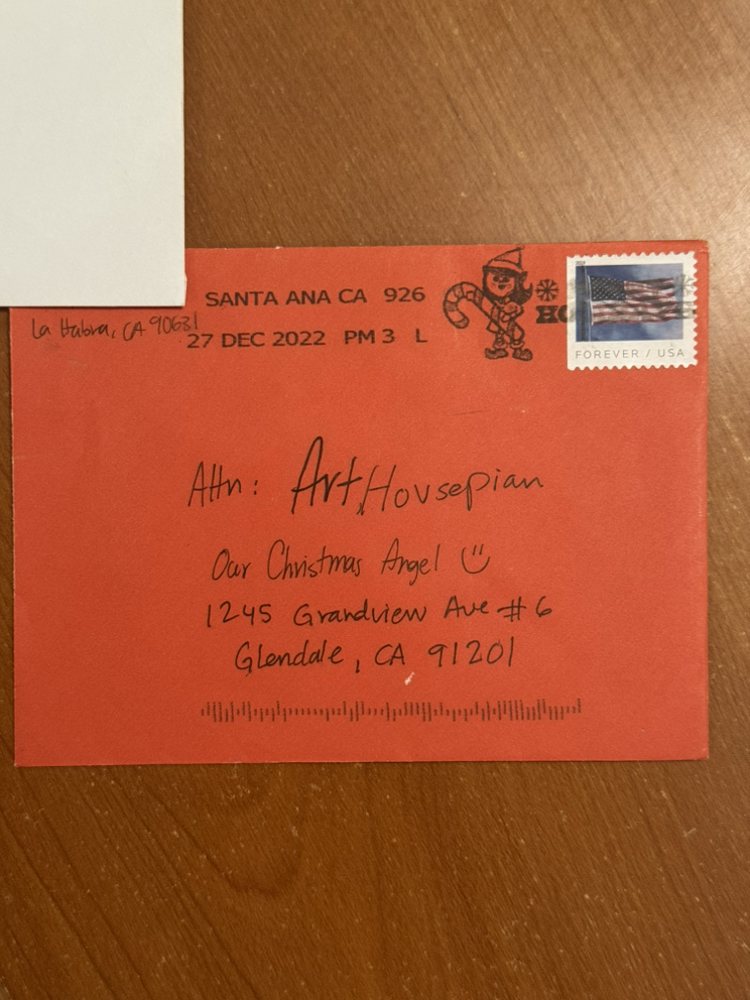 SANTA ANA CA 926
27 DEC 2022 PM 3 L
FOREVER / USA
La Habra, CA 90631
Attn: Art Hovsepian
Our Christmas Angel
1245 Grandview Ave #6
Glendale, CA 91201